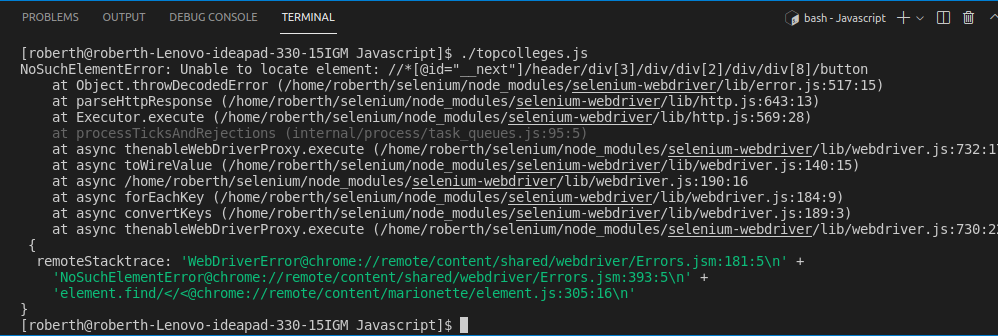 PROBLEMS OUTPUT DEBUG CONSOLE TERMINAL bash - Javascript
[roberth@roberth-Lenovo-ideapad-330-15IGM Javascript]$ ./topcolleges.js
NoSuchElementError: Unable to locate element: //*[@id="__next"]/header/div[3]/div/div[2]/div/div[8]/button
    at Object.throwDecodedError (/home/roberth/selenium/node_modules/selenium-webdriver/lib/error.js:517:15)
    at parseHttpResponse (/home/roberth/selenium/node_modules/selenium-webdriver/lib/http.js:643:13)
    at Executor.execute (/home/roberth/selenium/node_modules/selenium-webdriver/lib/http.js:569:28)
    at processTicksAndRejections (internal/process/task_queues.js:95:5)
    at async thenableWebDriverProxy.execute (/home/roberth/selenium/node_modules/selenium-webdriver/lib/webdriver.js:732:1
    at async toWireValue (/home/roberth/selenium/node_modules/selenium-webdriver/lib/webdriver.js:140:15)
    at async /home/roberth/selenium/node_modules/selenium-webdriver/lib/webdriver.js:190:16
    at async forEachKey (/home/roberth/selenium/node_modules/selenium-webdriver/lib/webdriver.js:184:9)
    at async convertKeys (/home/roberth/selenium/node_modules/selenium-webdriver/lib/webdriver.js:189:3)
    at async thenableWebDriverProxy.execute (/home/roberth/selenium/node_modules/selenium-webdriver/lib/webdriver.js:730:2
 {
  remoteStacktrace: 'WebDriverError@chrome://remote/content/shared/webdriver/Errors.jsm:181:5\n' +
    'NoSuchElementError@chrome://remote/content/shared/webdriver/Errors.jsm:393:5\n' +
    'element.find/</<@chrome://remote/content/marionette/element.js:305:16\n'
}
[roberth@roberth-Lenovo-ideapad-330-15IGM Javascript]$